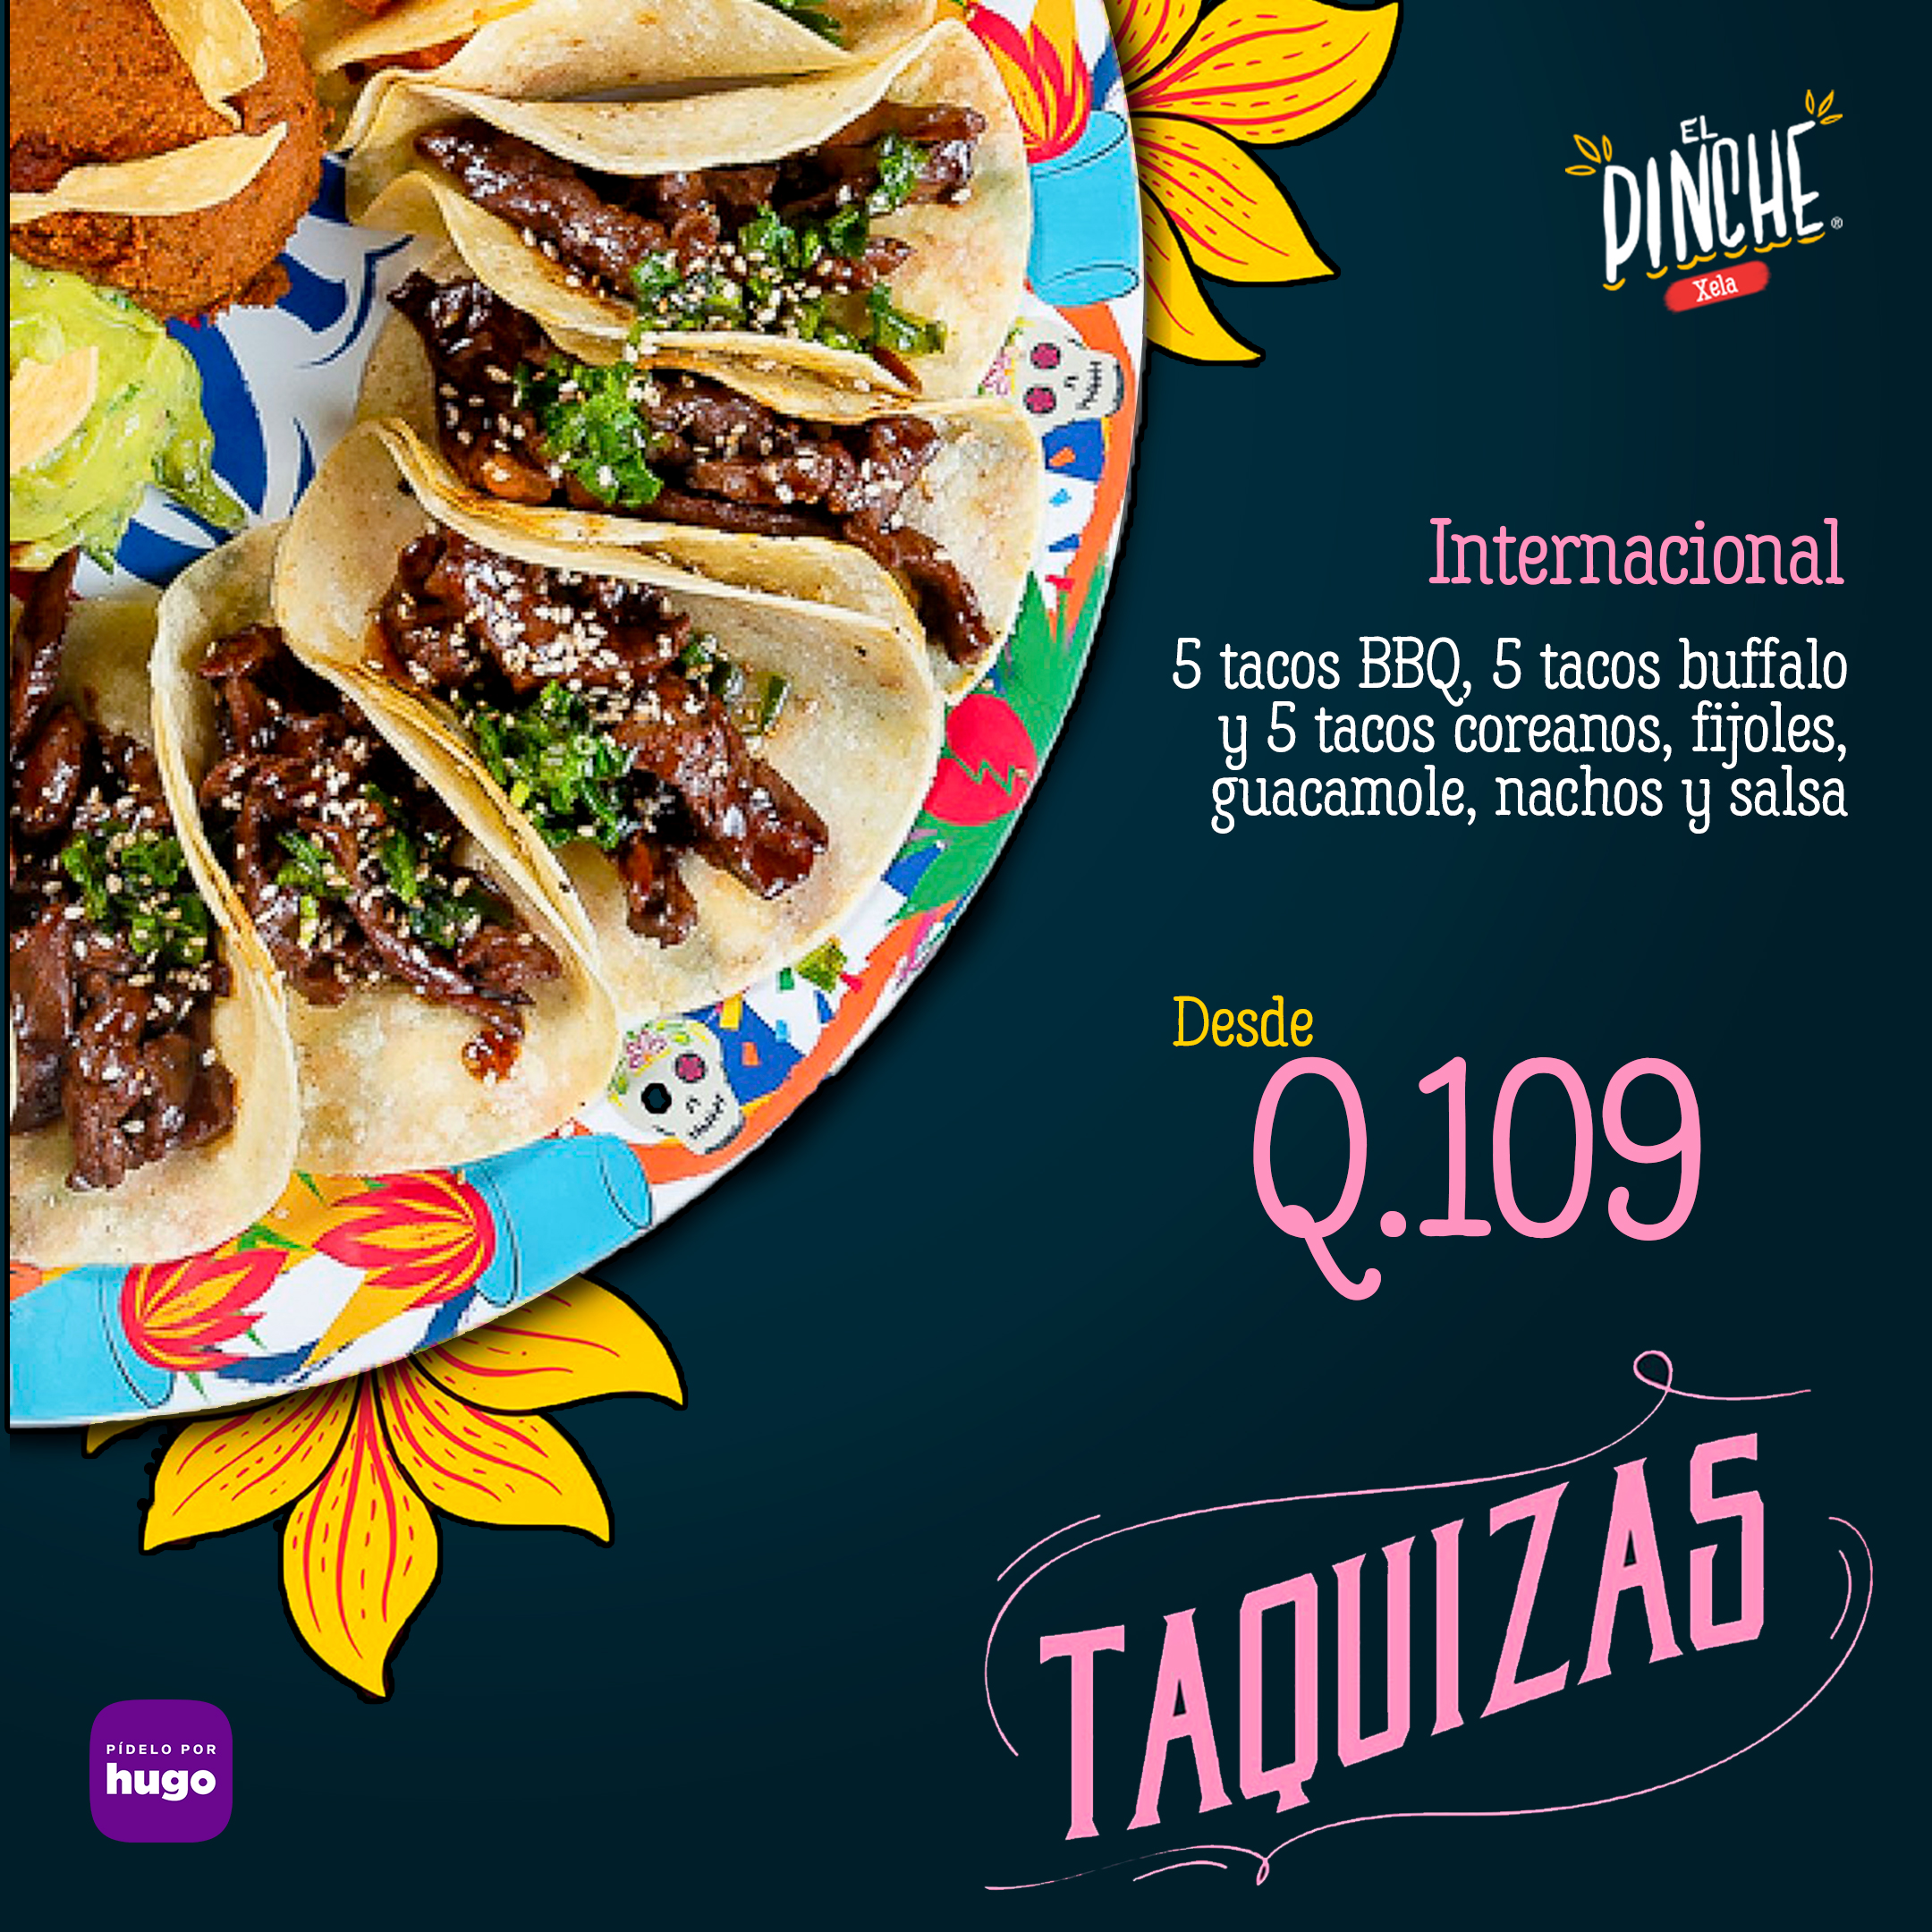 EL
PINCHE®
Xela
Internacional
5 tacos BBQ, 5 tacos buffalo
y 5 tacos coreanos, fijoles,
guacamole, nachos y salsa
Desde
Q.109
TAQUIZAS
PÍDELO POR
hugo